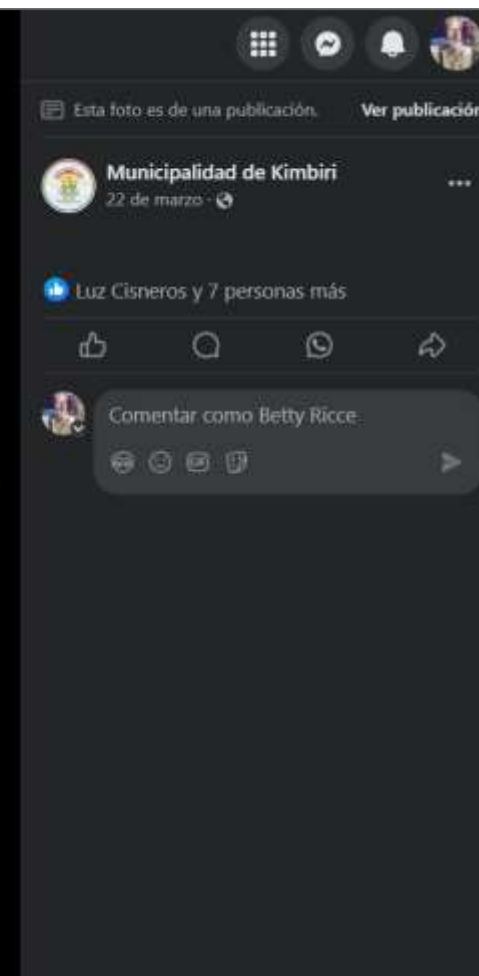 Esta foto es de una publicación. Ver publicación
Municipalidad de Kimbiri
22 de marzo ·
Luz Cisneros y 7 personas más
Comentar como Betty Ricce
GIF